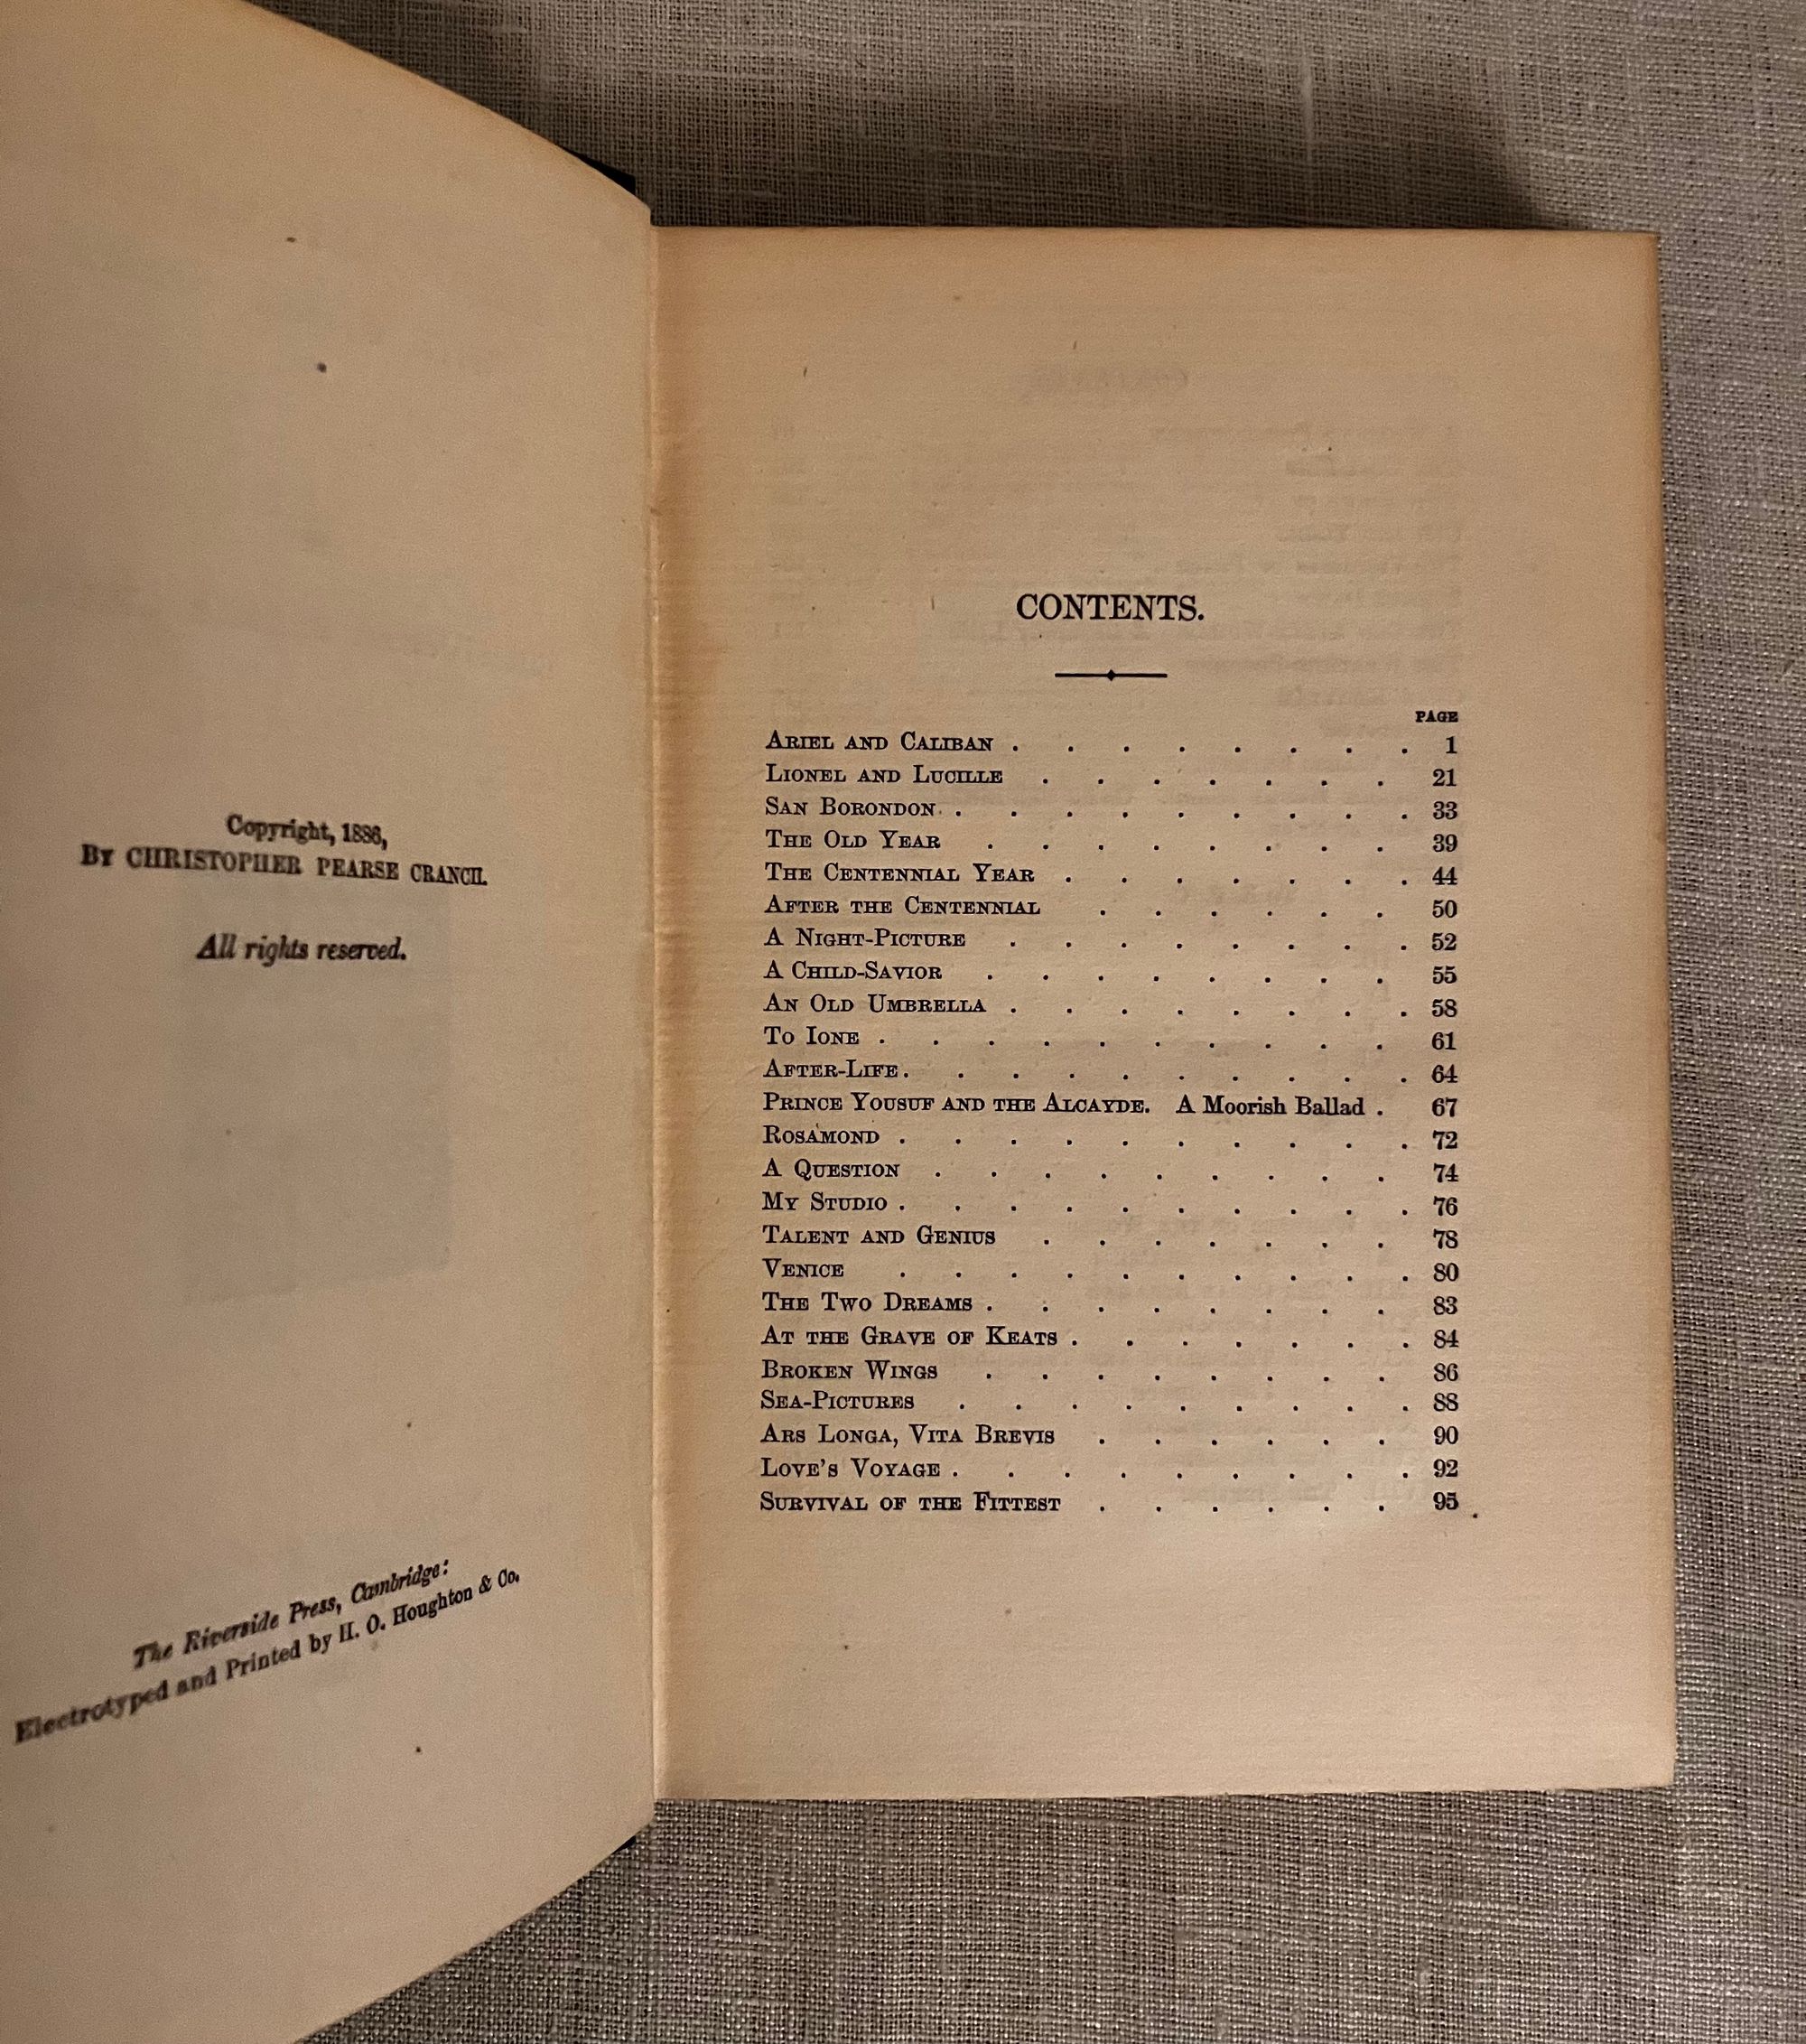 Copyright, 1886,
By CHRISTOPHER PEARSE CRANCH.
All rights reserved.
The Riverside Press, Cambridge:
Electrotyped and Printed by H. O. Houghton & Co.
CONTENTS.
PAGE
Ariel and Caliban . . . . . . . . 1
Lionel and Lucille . . . . . . . 21
San Borondon . . . . . . . . . 33
The Old Year . . . . . . . . 39
The Centennial Year . . . . . . . 44
After the Centennial . . . . . . 50
A Night-Picture . . . . . . . . 52
A Child-Savior . . . . . . . . 55
An Old Umbrella . . . . . . . . 58
To Ione . . . . . . . . . . 61
After-Life . . . . . . . . . . 64
Prince Yousuf and the Alcayde. A Moorish Ballad . 67
Rosamond . . . . . . . . . . 72
A Question . . . . . . . . . 74
My Studio . . . . . . . . . . 76
Talent and Genius . . . . . . . 78
Venice . . . . . . . . . . 80
The Two Dreams . . . . . . . . 83
At the Grave of Keats . . . . . . . 84
Broken Wings . . . . . . . . 86
Sea-Pictures . . . . . . . . . 88
Ars Longa, Vita Brevis . . . . . . 90
Love's Voyage . . . . . . . . . 92
Survival of the Fittest . . . . . . 95